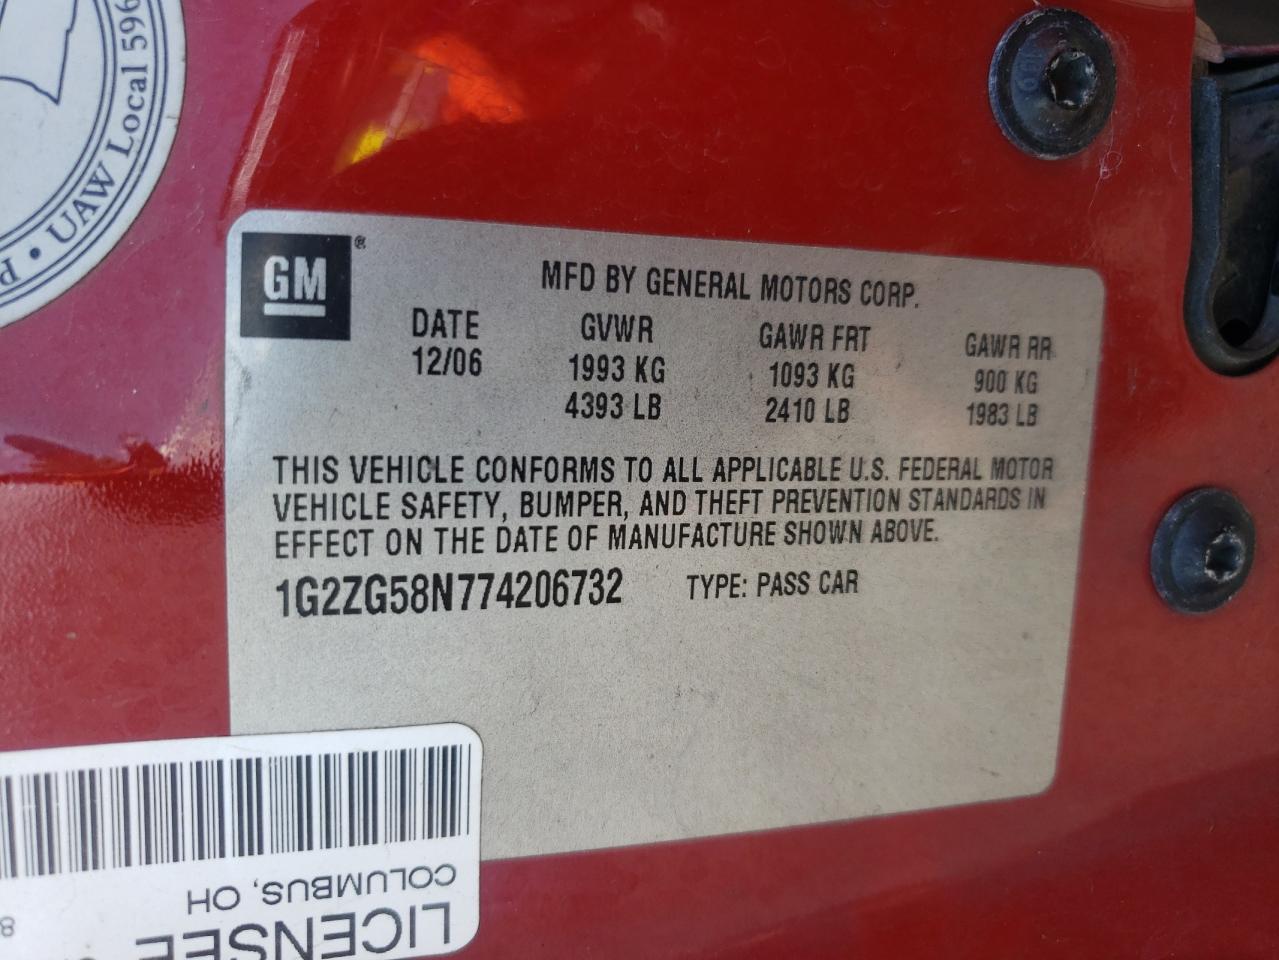 UAW Local 596
GM ®
MFD BY GENERAL MOTORS CORP.
DATE GVWR GAWR FRT GAWR RR
12/06 1993 KG 1093 KG 900 KG
4393 LB 2410 LB 1983 LB
THIS VEHICLE CONFORMS TO ALL APPLICABLE U.S. FEDERAL MOTOR
VEHICLE SAFETY, BUMPER, AND THEFT PREVENTION STANDARDS IN
EFFECT ON THE DATE OF MANUFACTURE SHOWN ABOVE.
1G2ZG58N774206732 TYPE: PASS CAR
LICENSEE
COLUMBUS, OH